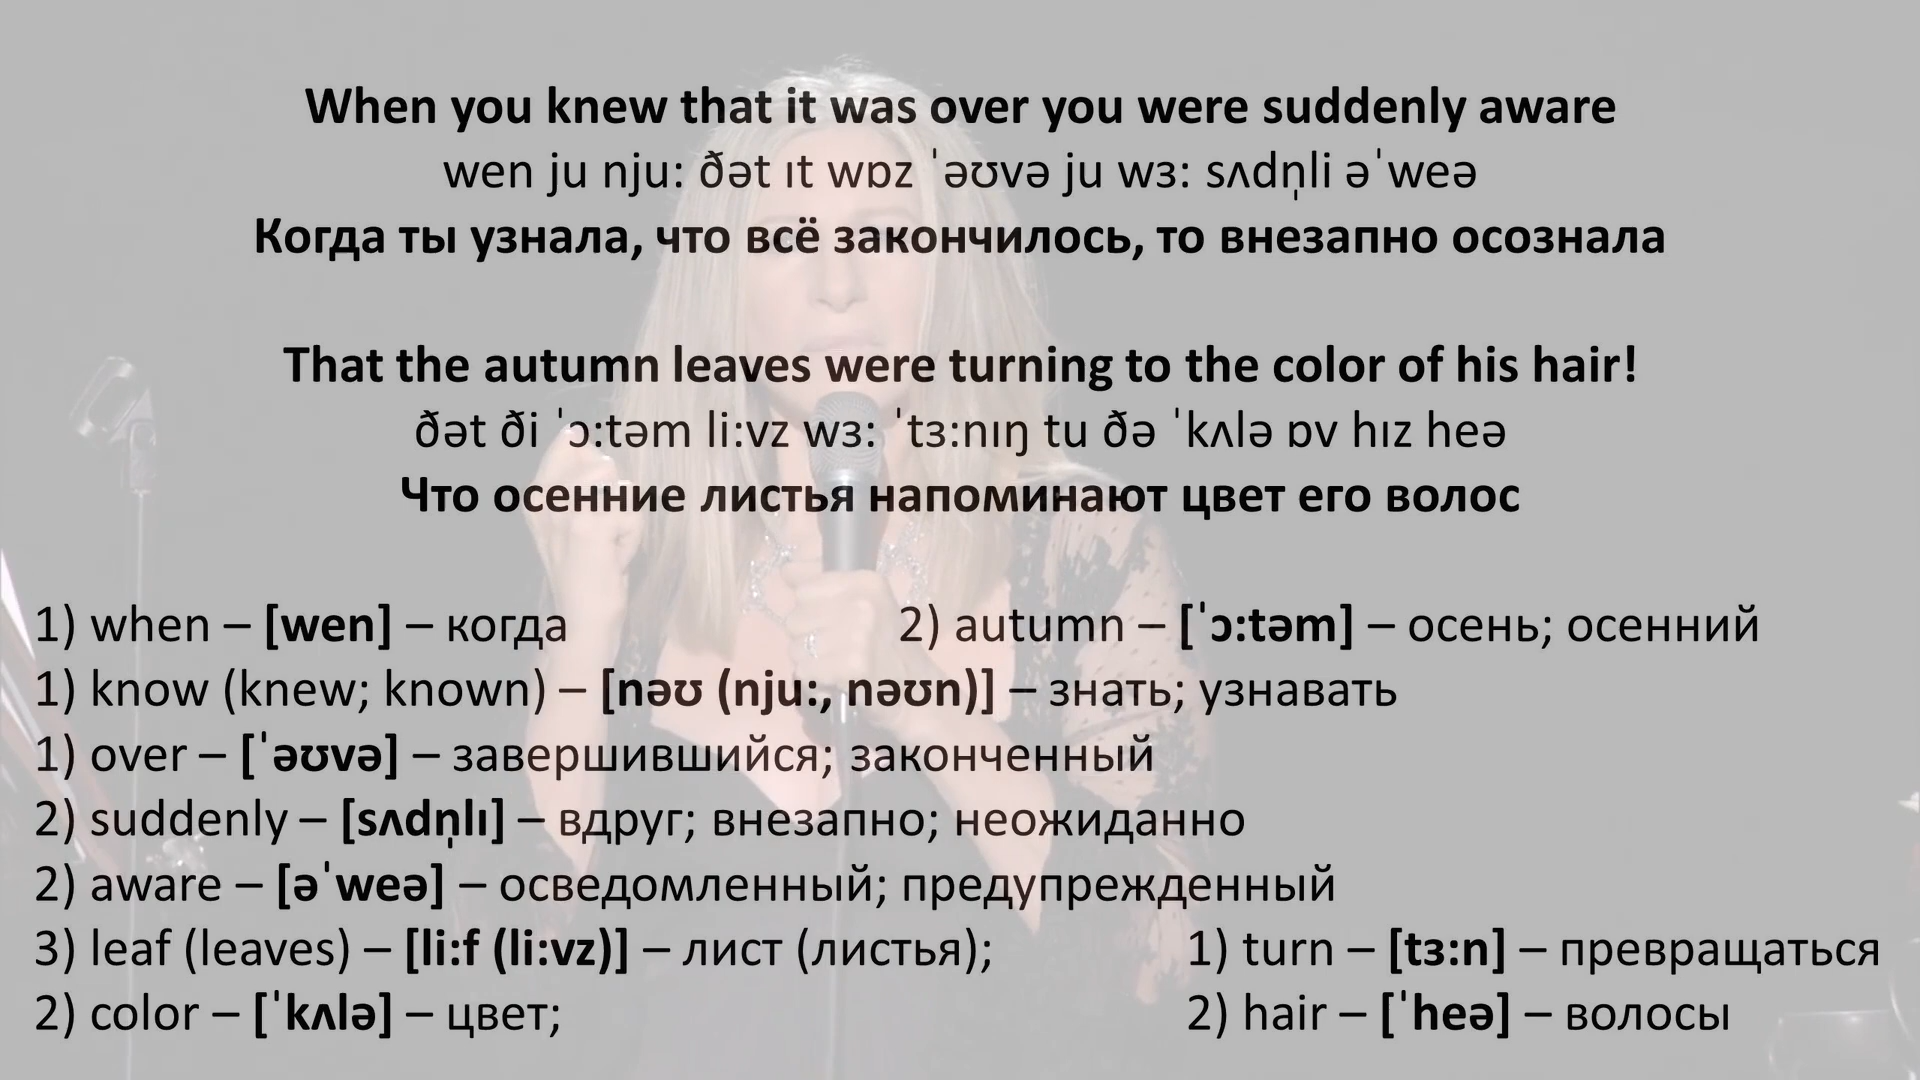 When you knew that it was over you were suddenly aware
wen ju nju: ðət ɪt wɒz ˈəʊvə ju wɜ: sʌdn̩li əˈweə
Когда ты узнала, что всё закончилось, то внезапно осознала
That the autumn leaves were turning to the color of his hair!
ðət ði ˈɔ:təm li:vz wɜ: ˈtɜ:nɪŋ tu ðə ˈkʌlə ɒv hɪz heə
Что осенние листья напоминают цвет его волос
1) when – [wen] – когда 2) autumn – [ˈɔ:təm] – осень; осенний
1) know (knew; known) – [nəʊ (nju:, nəʊn)] – знать; узнавать
1) over – [ˈəʊvə] – завершившийся; законченный
2) suddenly – [sʌdn̩lı] – вдруг; внезапно; неожиданно
2) aware – [əˈweə] – осведомленный; предупрежденный
3) leaf (leaves) – [li:f (li:vz)] – лист (листья); 1) turn – [tɜ:n] – превращаться
2) color – [ˈkʌlə] – цвет; 2) hair – [ˈheə] – волосы